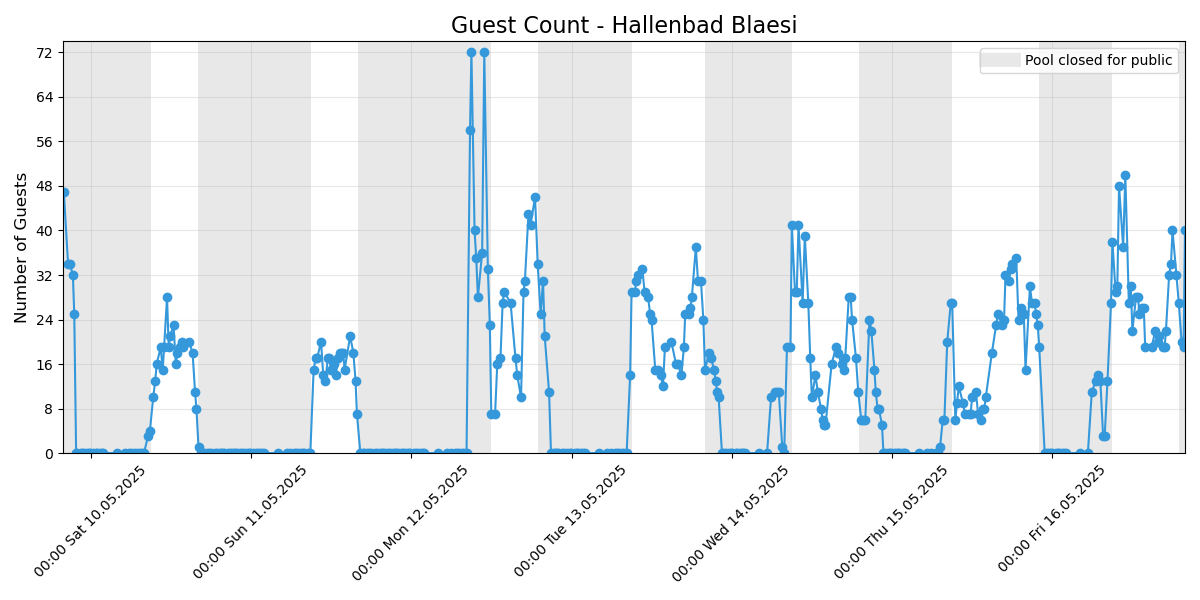 Guest Count - Hallenbad Blaesi
Pool closed for public
Number of Guests
72
64
56
48
40
32
24
16
8
0
00:00 Sat 10.05.2025
00:00 Sun 11.05.2025
00:00 Mon 12.05.2025
00:00 Tue 13.05.2025
00:00 Wed 14.05.2025
00:00 Thu 15.05.2025
00:00 Fri 16.05.2025